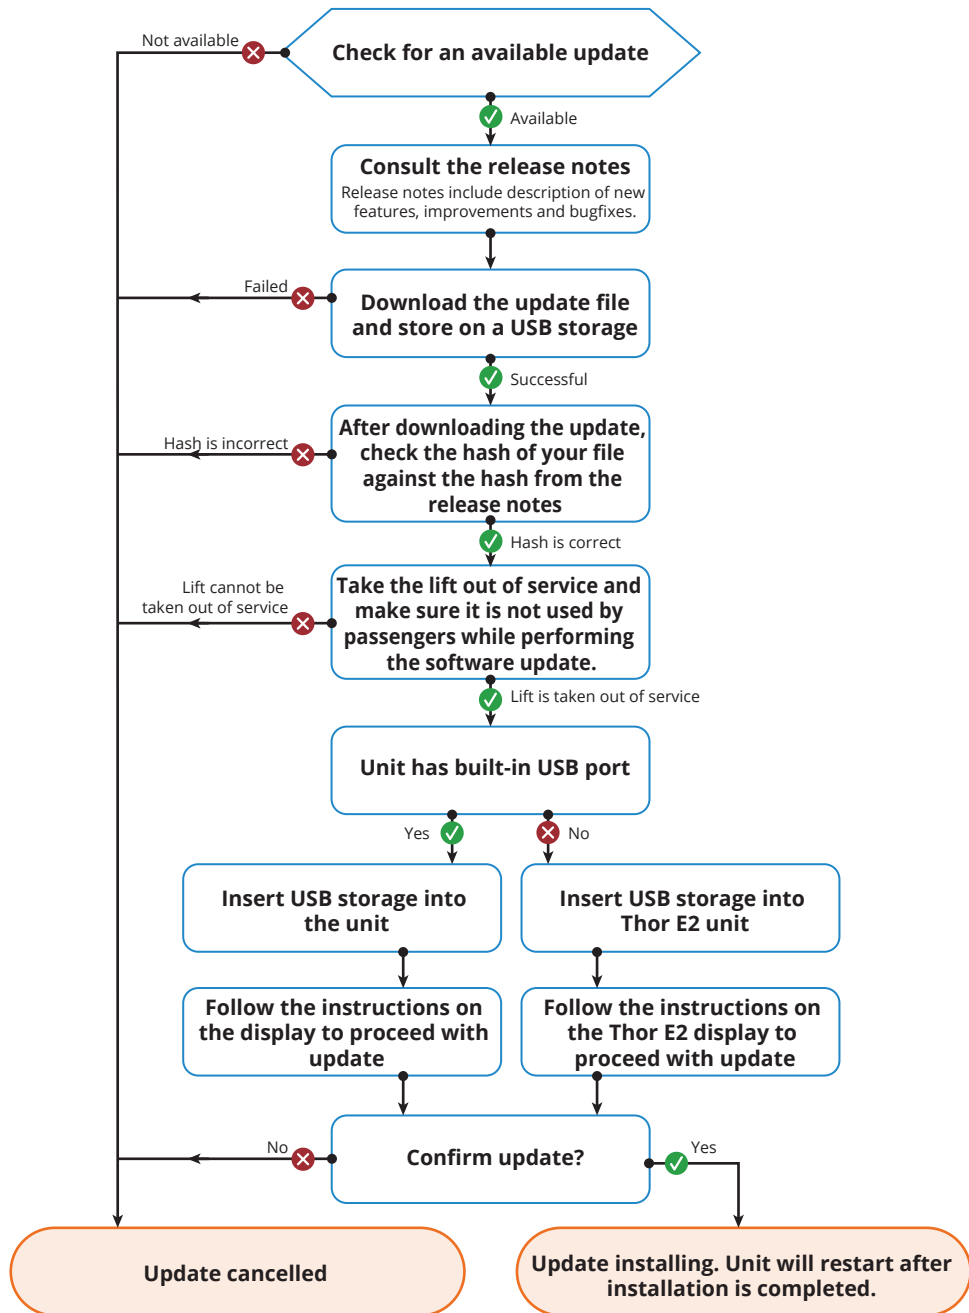 Not available
Check for an available update
Available
Consult the release notes
Release notes include description of new
features, improvements and bugfixes.
Failed
Download the update file
and store on a USB storage
Successful
Hash is incorrect
After downloading the update,
check the hash of your file
against the hash from the
release notes
Hash is correct
Lift cannot be
taken out of service
Take the lift out of service and
make sure it is not used by
passengers while performing
the software update.
Lift is taken out of service
Unit has built-in USB port
Yes
No
Insert USB storage into
the unit
Insert USB storage into
Thor E2 unit
Follow the instructions on
the display to proceed with
update
Follow the instructions on
the Thor E2 display to
proceed with update
No
Confirm update?
Yes
Update cancelled
Update installing. Unit will restart after
installation is completed.